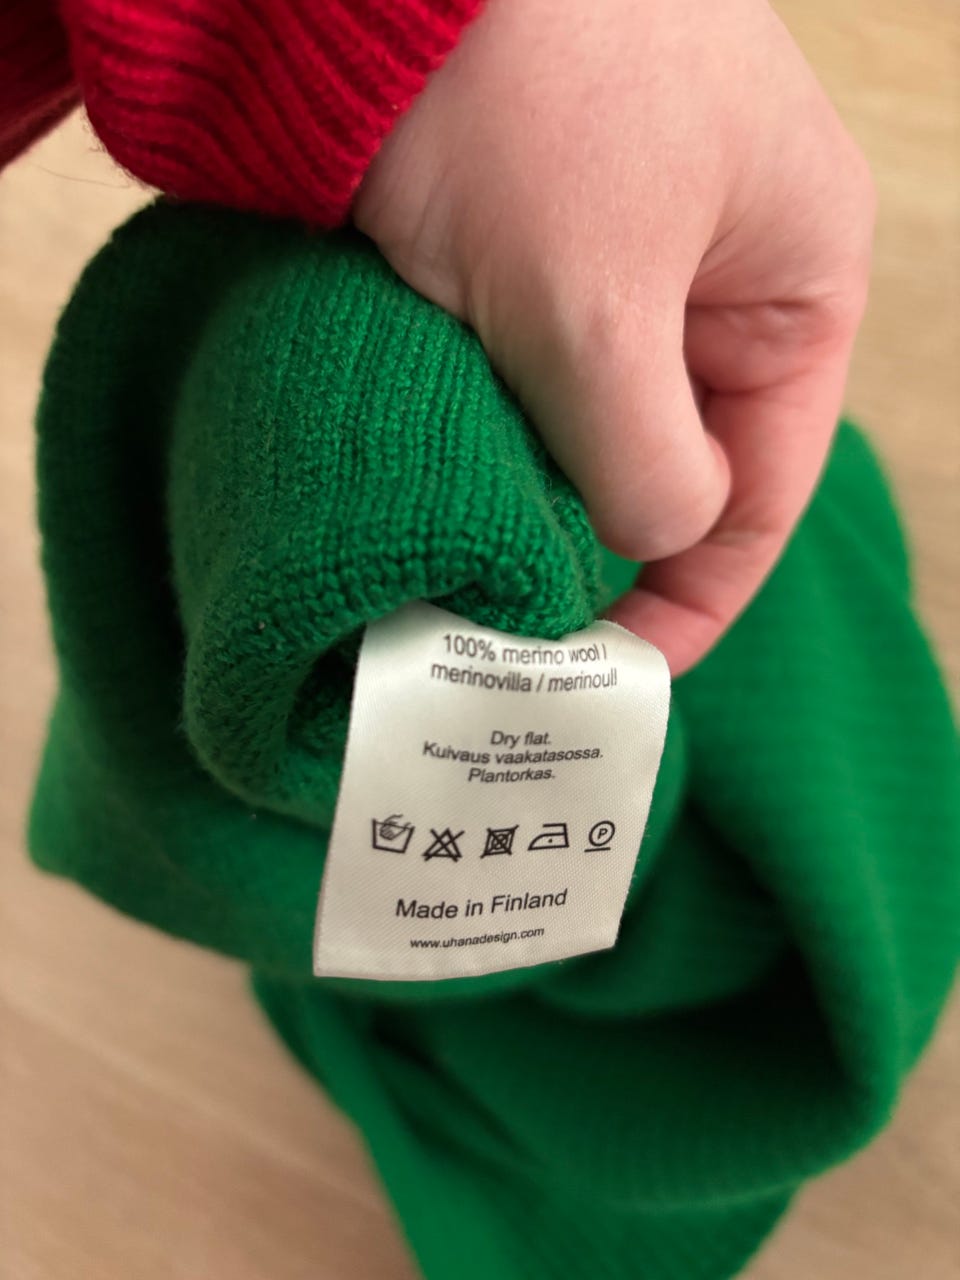 100% merino wool /
merinovilla / merinoull
Dry flat.
Kuivaus vaakatasossa.
Plantorkas.
P
Made in Finland
www.uhanadesign.com